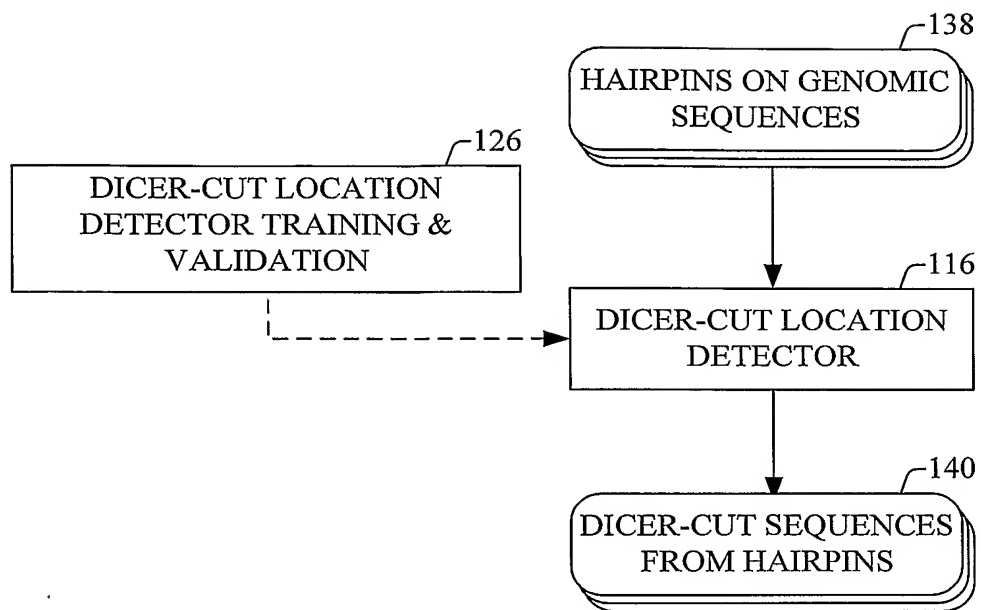 138
HAIRPINS ON GENOMIC
SEQUENCES
126
DICER-CUT LOCATION
DETECTOR TRAINING &
VALIDATION
116
DICER-CUT LOCATION
DETECTOR
140
DICER-CUT SEQUENCES
FROM HAIRPINS